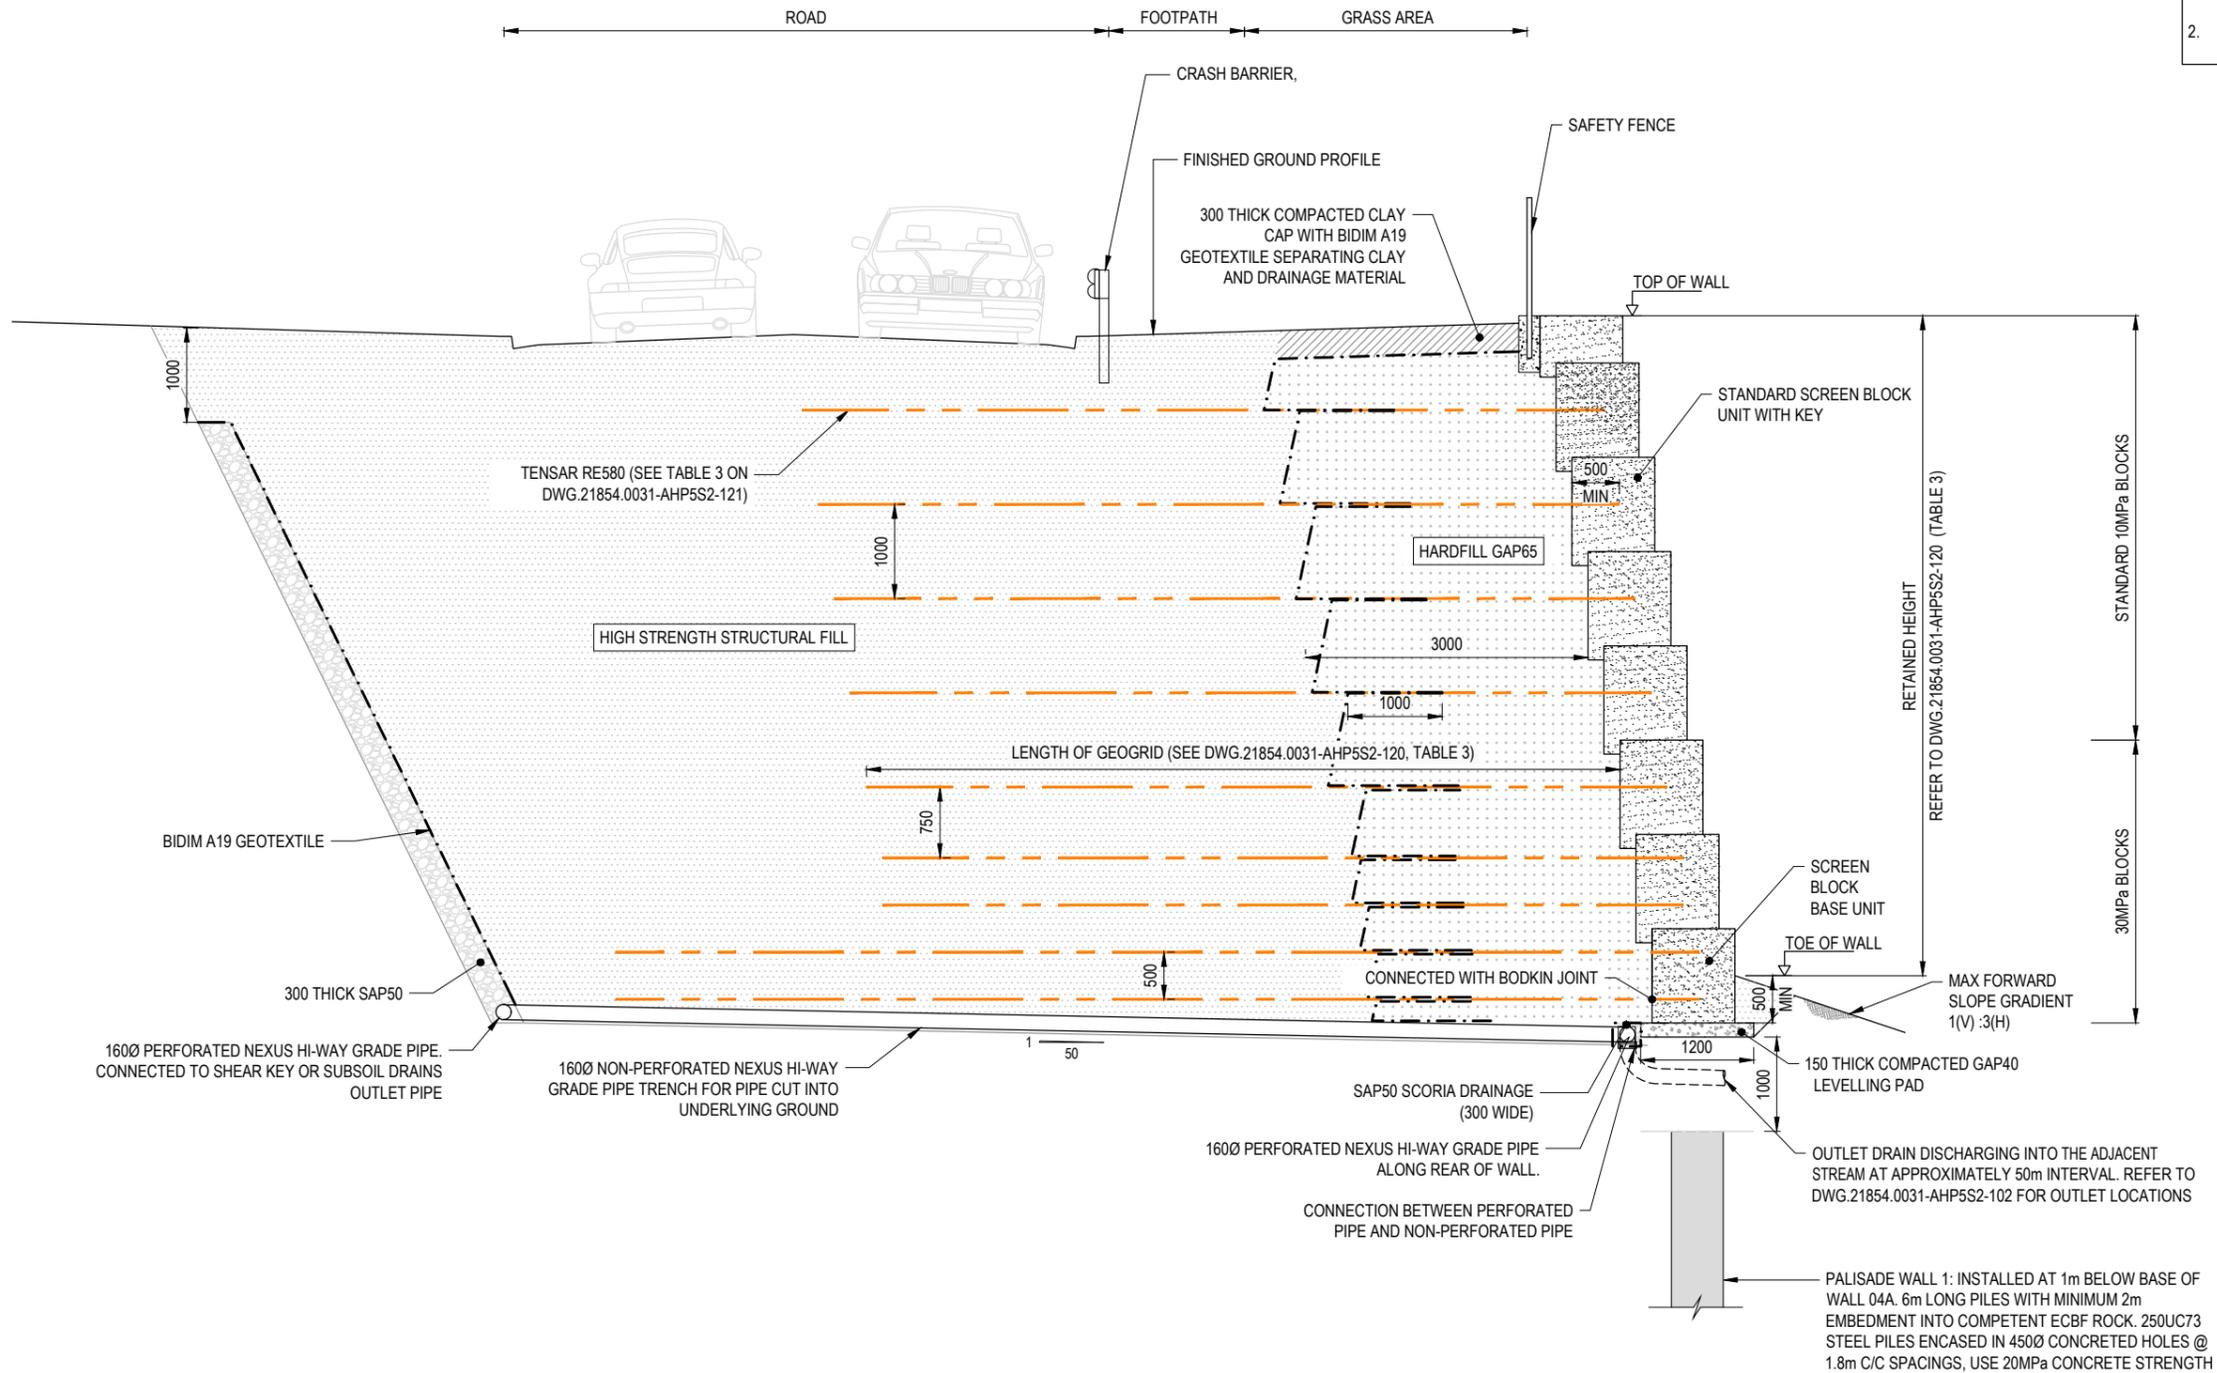 ROAD
FOOTPATH
GRASS AREA
2.
CRASH BARRIER,
SAFETY FENCE
FINISHED GROUND PROFILE
300 THICK COMPACTED CLAY
CAP WITH BIDIM A19
GEOTEXTILE SEPARATING CLAY
AND DRAINAGE MATERIAL
TOP OF WALL
1000
STANDARD SCREEN BLOCK
UNIT WITH KEY
TENSAR RE580 (SEE TABLE 3 ON
DWG.21854.0031-AHP5S2-121)
500
MIN
1000
HARDFILL GAP65
HIGH STRENGTH STRUCTURAL FILL
3000
1000
RETAINED HEIGHT
REFER TO DWG.21854.0031-AHP5S2-120 (TABLE 3)
STANDARD 10MPa BLOCKS
LENGTH OF GEOGRID (SEE DWG.21854.0031-AHP5S2-120, TABLE 3)
750
BIDIM A19 GEOTEXTILE
30MPa BLOCKS
SCREEN
BLOCK
BASE UNIT
TOE OF WALL
500
CONNECTED WITH BODKIN JOINT
300 THICK SAP50
500
MIN
MAX FORWARD
SLOPE GRADIENT
1(V) :3(H)
1
50
1200
1000
160Ø PERFORATED NEXUS HI-WAY GRADE PIPE.
CONNECTED TO SHEAR KEY OR SUBSOIL DRAINS
OUTLET PIPE
160Ø NON-PERFORATED NEXUS HI-WAY
GRADE PIPE TRENCH FOR PIPE CUT INTO
UNDERLYING GROUND
150 THICK COMPACTED GAP40
LEVELLING PAD
SAP50 SCORIA DRAINAGE
(300 WIDE)
160Ø PERFORATED NEXUS HI-WAY GRADE PIPE
ALONG REAR OF WALL.
CONNECTION BETWEEN PERFORATED
PIPE AND NON-PERFORATED PIPE
OUTLET DRAIN DISCHARGING INTO THE ADJACENT
STREAM AT APPROXIMATELY 50m INTERVAL. REFER TO
DWG.21854.0031-AHP5S2-102 FOR OUTLET LOCATIONS
PALISADE WALL 1: INSTALLED AT 1m BELOW BASE OF
WALL 04A. 6m LONG PILES WITH MINIMUM 2m
EMBEDMENT INTO COMPETENT ECBF ROCK. 250UC73
STEEL PILES ENCASED IN 450Ø CONCRETED HOLES @
1.8m C/C SPACINGS, USE 20MPa CONCRETE STRENGTH